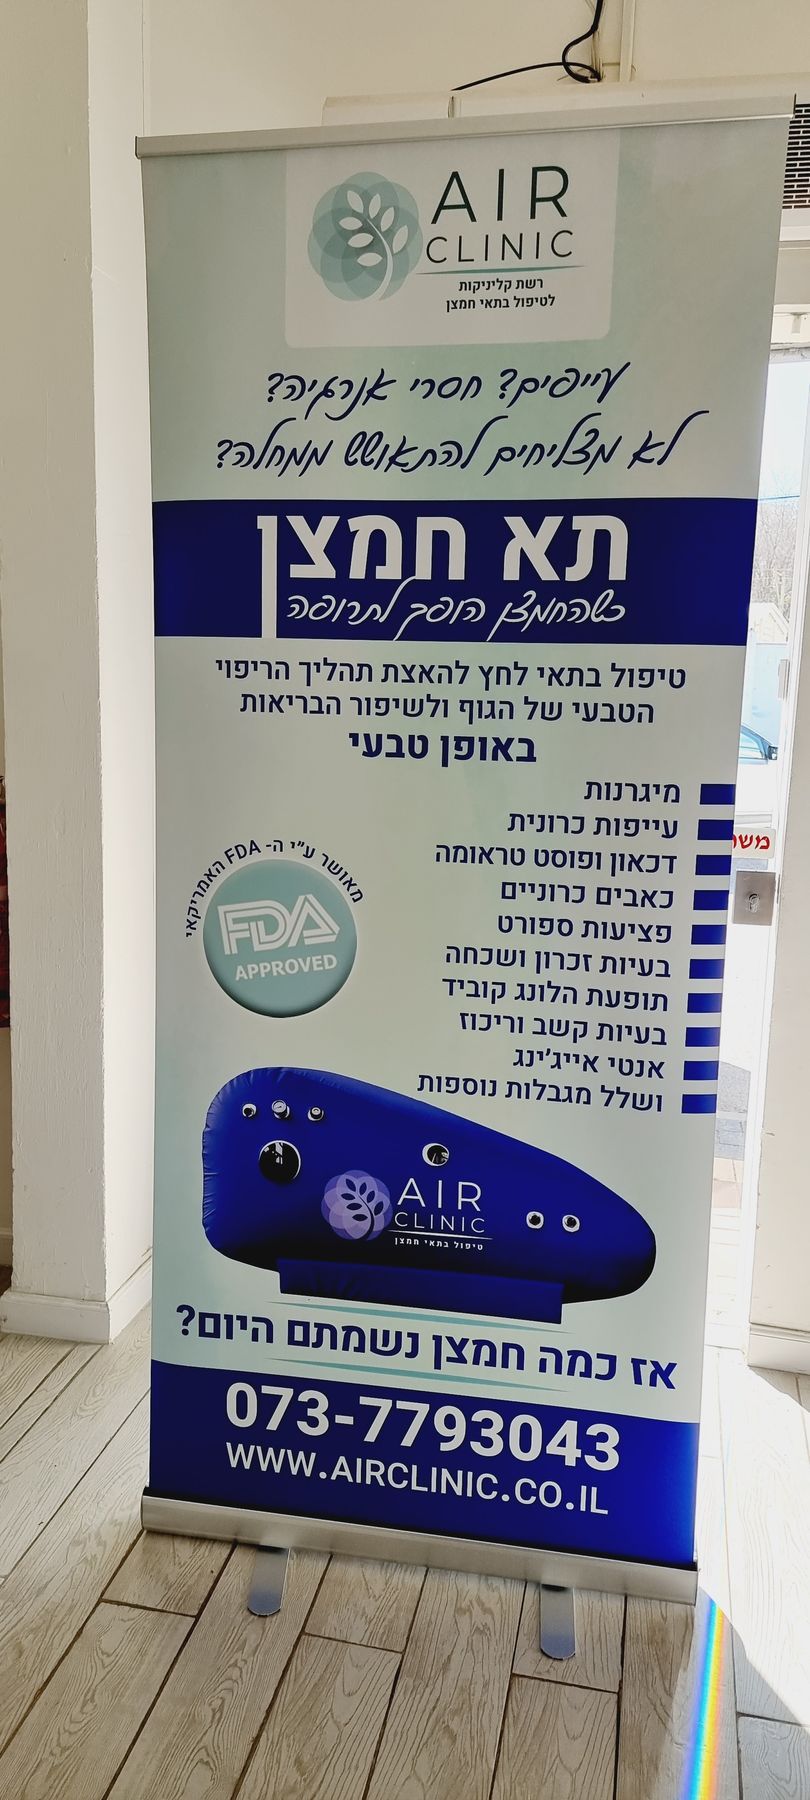 AIR
CLINIC
רשת קליניקות
לטיפול בתאי חמצן
עייפים? חסרי אנרגיה?
לא מצליחים להתאושש ממחלה?
תא חמצן
כשהחמצן הופך לתרופה
טיפול בתאי לחץ להאצת תהליך הריפוי
הטבעי של הגוף ולשיפור הבריאות
באופן טבעי
מיגרנות
עייפות כרונית
דכאון ופוסט טראומה
כאבים כרוניים
פציעות ספורט
בעיות זכרון ושכחה
תופעת הלונג קוביד
בעיות קשב וריכוז
אנטי אייג'ינג
ושלל מגבלות נוספות
מאושר ע"י ה- FDA האמריקאי
FDA
APPROVED
AIR
CLINIC
טיפול בתאי חמצן
אז כמה חמצן נשמתם היום?
073-7793043
WWW.AIRCLINIC.CO.IL